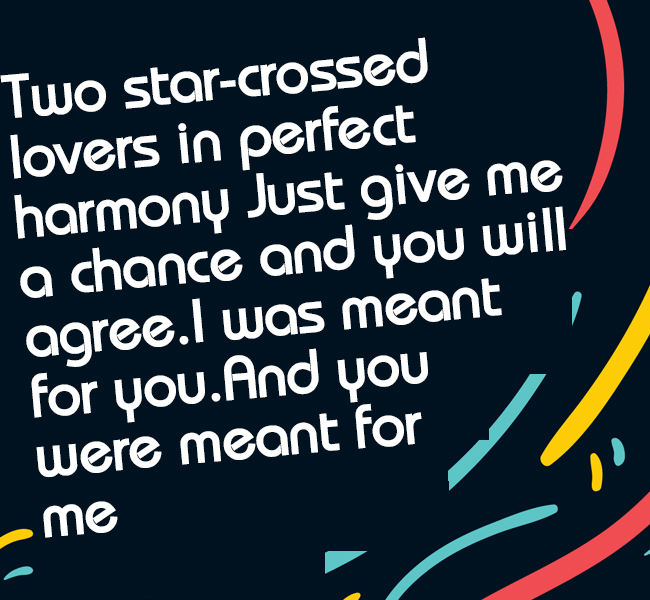 Two star-crossed
lovers in perfect
harmony Just give me
a chance and you will
agree.I was meant
for you.And you
were meant for
me